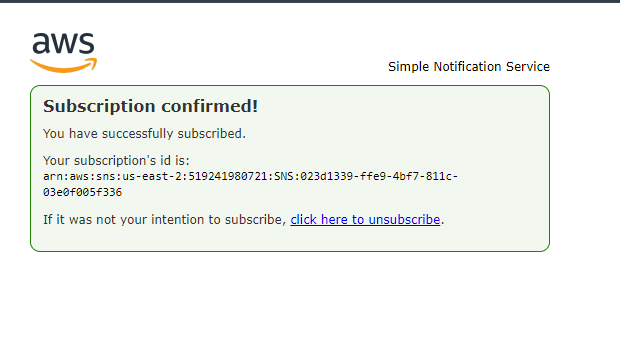 aws
Simple Notification Service
Subscription confirmed!
You have successfully subscribed.
Your subscription's id is:
arn:aws:sns:us-east-2:519241980721:SNS:023d1339-ffe9-4bf7-811c-
03e0f005f336
If it was not your intention to subscribe, click here to unsubscribe.